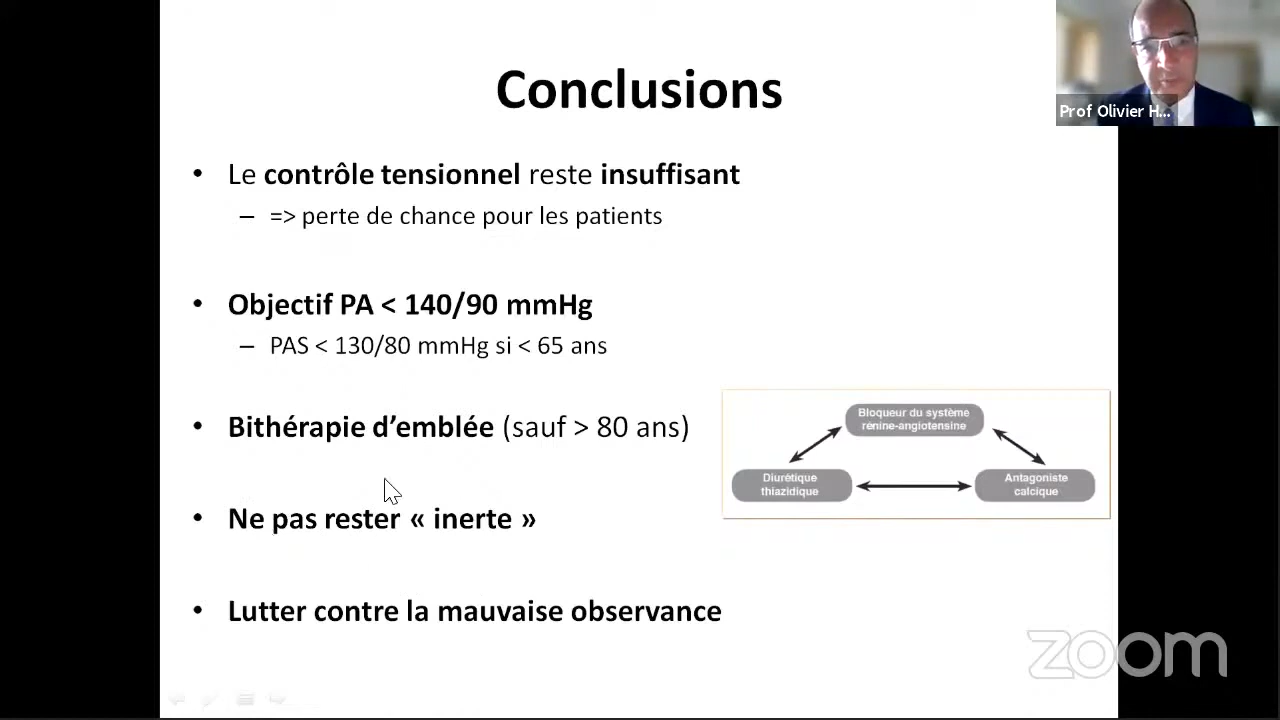 Conclusions
Prof Olivier H...
• Le contrôle tensionnel reste insuffisant
– => perte de chance pour les patients
• Objectif PA < 140/90 mmHg
– PAS < 130/80 mmHg si < 65 ans
• Bithérapie d’emblée (sauf > 80 ans)
Bloqueur du système
rénine-angiotensine
Diurétique
thiazidique
Antagoniste
calcique
• Ne pas rester « inerte »
• Lutter contre la mauvaise observance
zoom